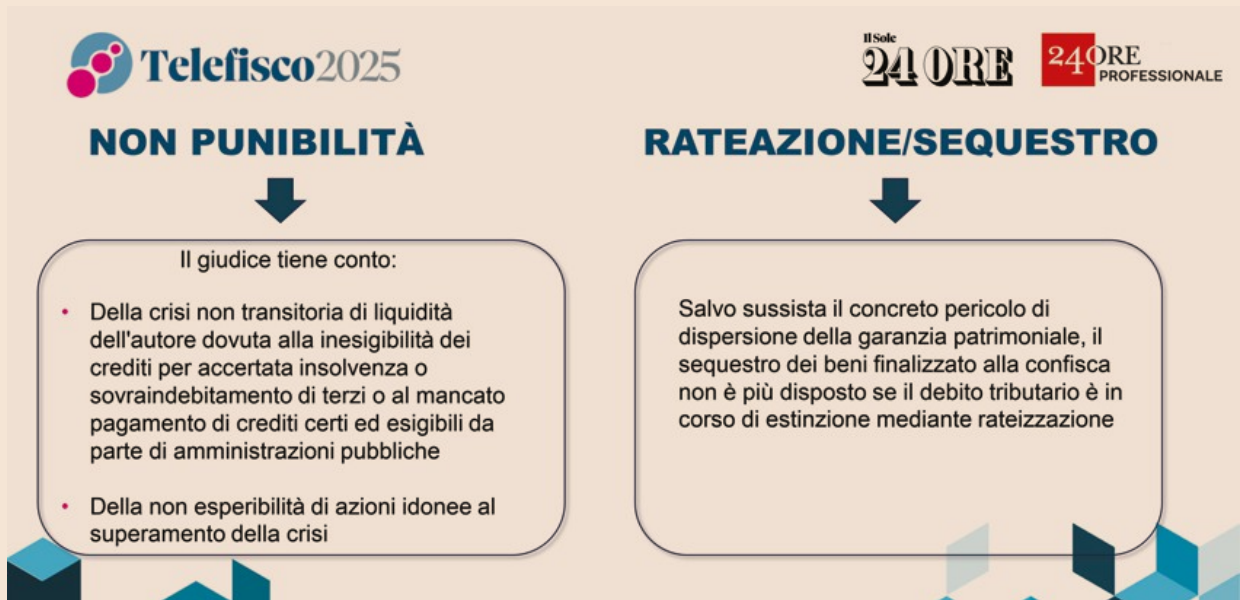 Telefisco2025
Il Sole
24 ORE
24ORE
PROFESSIONALE
NON PUNIBILITÀ
Il giudice tiene conto:
• Della crisi non transitoria di liquidità
dell'autore dovuta alla inesigibilità dei
crediti per accertata insolvenza o
sovraindebitamento di terzi o al mancato
pagamento di crediti certi ed esigibili da
parte di amministrazioni pubbliche
• Della non esperibilità di azioni idonee al
superamento della crisi
RATEAZIONE/SEQUESTRO
Salvo sussista il concreto pericolo di
dispersione della garanzia patrimoniale, il
sequestro dei beni finalizzato alla confisca
non è più disposto se il debito tributario è in
corso di estinzione mediante rateizzazione